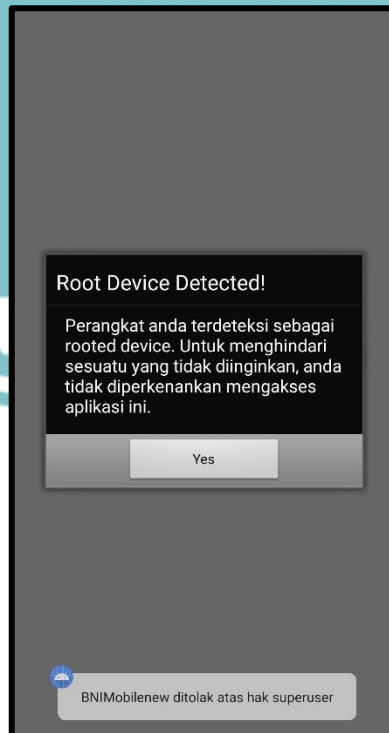 Root Device Detected!
Perangkat anda terdeteksi sebagai
rooted device. Untuk menghindari
sesuatu yang tidak diinginkan, anda
tidak diperkenankan mengakses
aplikasi ini.
Yes
BNIMobilenew ditolak atas hak superuser